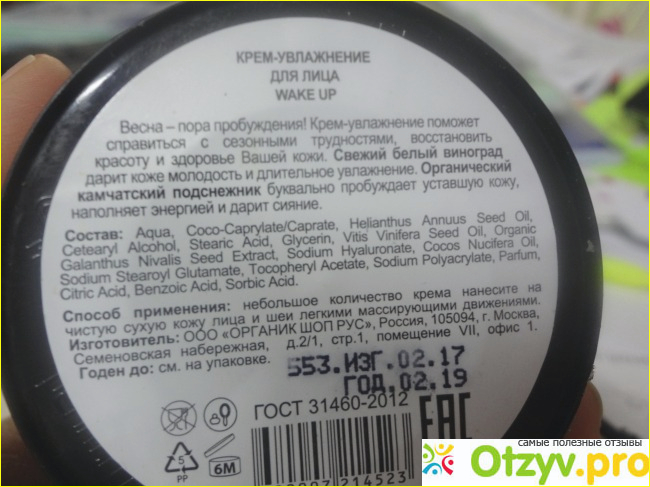 КРЕМ-УВЛАЖНЕНИЕ
ДЛЯ ЛИЦА
WAKE UP
Весна – пора пробуждения! Крем-увлажнение поможет
справиться с сезонными трудностями, восстановить
красоту и здоровье Вашей кожи. Свежий белый виноград
дарит коже молодость и длительное увлажнение. Органический
камчатский подснежник буквально пробуждает уставшую кожу,
наполняет энергией и дарит сияние.
Состав: Aqua, Coco-Caprylate/Caprate, Helianthus Annuus Seed Oil,
Cetearyl Alcohol, Stearic Acid, Glycerin, Vitis Vinifera Seed Oil, Organic
Galanthus Nivalis Seed Extract, Sodium Hyaluronate, Cocos Nucifera Oil,
Sodium Stearoyl Glutamate, Tocopheryl Acetate, Sodium Polyacrylate, Parfum,
Citric Acid, Benzoic Acid, Sorbic Acid.
Способ применения: небольшое количество крема нанесите на
чистую сухую кожу лица и шеи легкими массирующими движениями.
Изготовитель: ООО «ОРГАНИК ШОП РУС», Россия, 105094, г. Москва,
Семеновская набережная, д.2/1, стр.1, помещение VII, офис 1.
Годен до: см. на упаковке.
553.ИЗГ.02.17
ГОД.02.19
ГОСТ 31460-2012
EAC
5
PP
6M
214523
самые полезные отзывы
Otzyv.pro